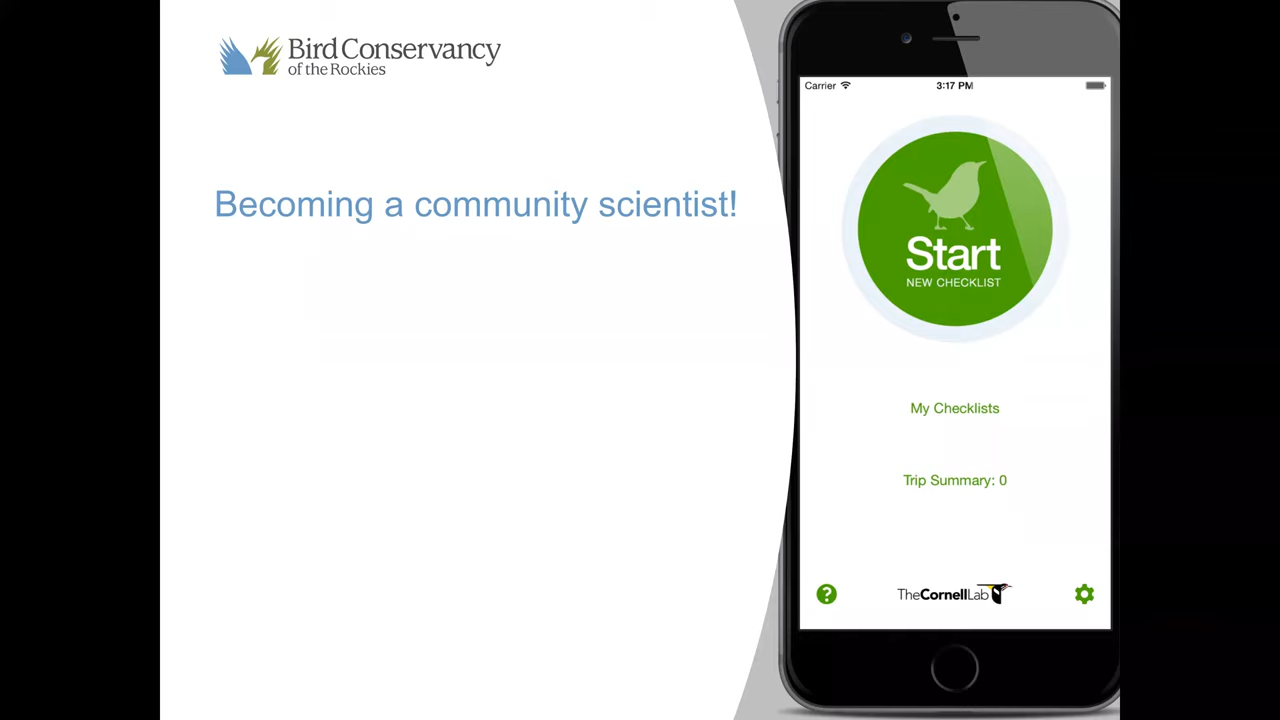 Bird Conservancy
of the Rockies
Becoming a community scientist!
Carrier
3:17 PM
Start
NEW CHECKLIST
My Checklists
Trip Summary: 0
?
TheCornellLab